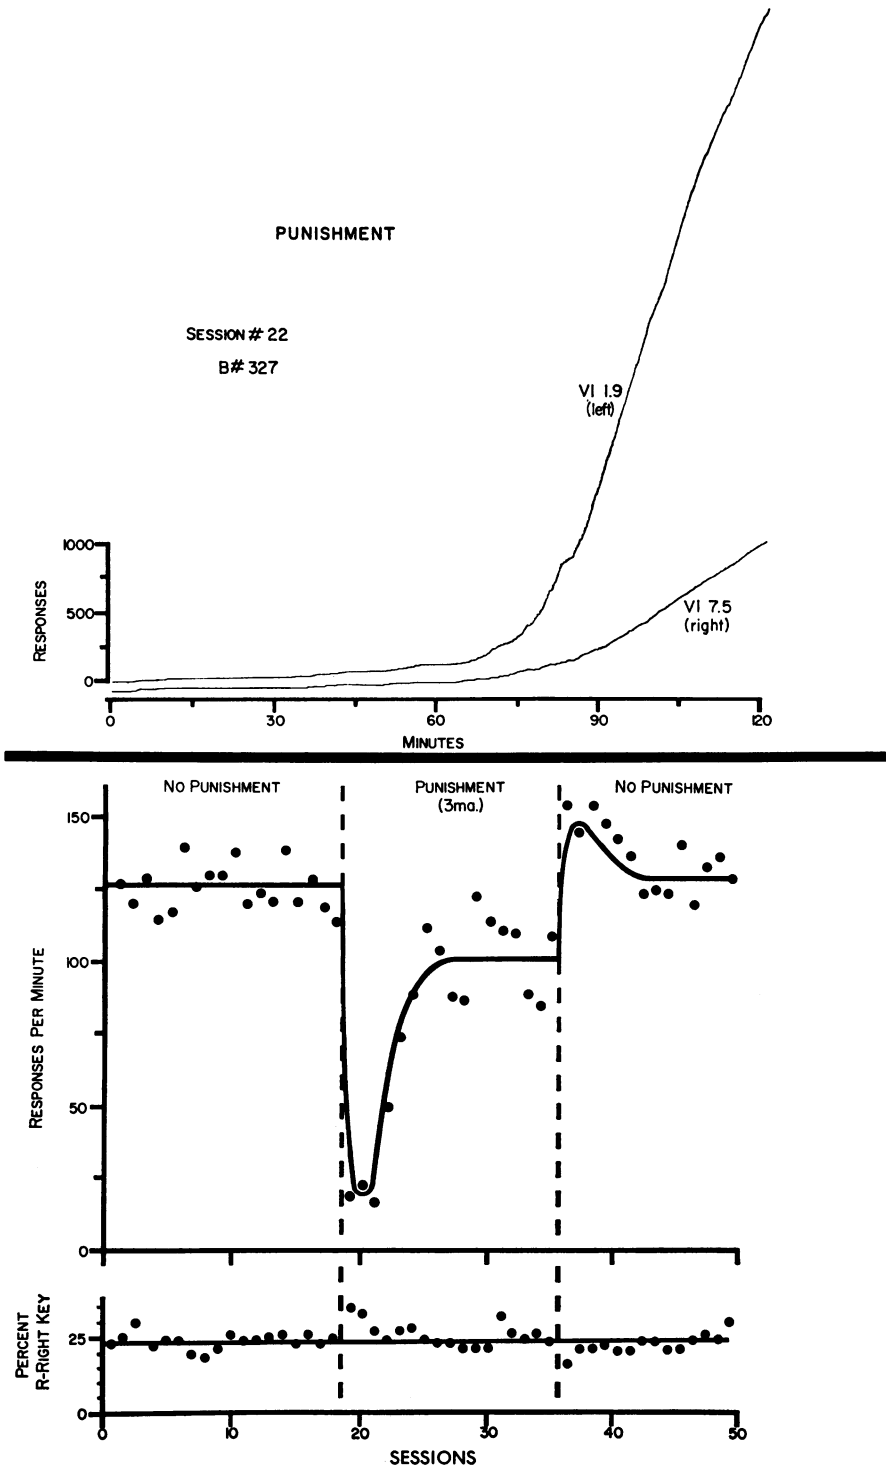 PUNISHMENT
SESSION # 22
B# 327
VI 1.9
(left)
1000
500
0
RESPONSES
VI 7.5
(right)
0 30 60 90 120
MINUTES
NO PUNISHMENT
PUNISHMENT
(3ma.)
NO PUNISHMENT
150
100
50
0
RESPONSES PER MINUTE
25
0
PERCENT
R-RIGHT KEY
0 10 20 30 40 50
SESSIONS